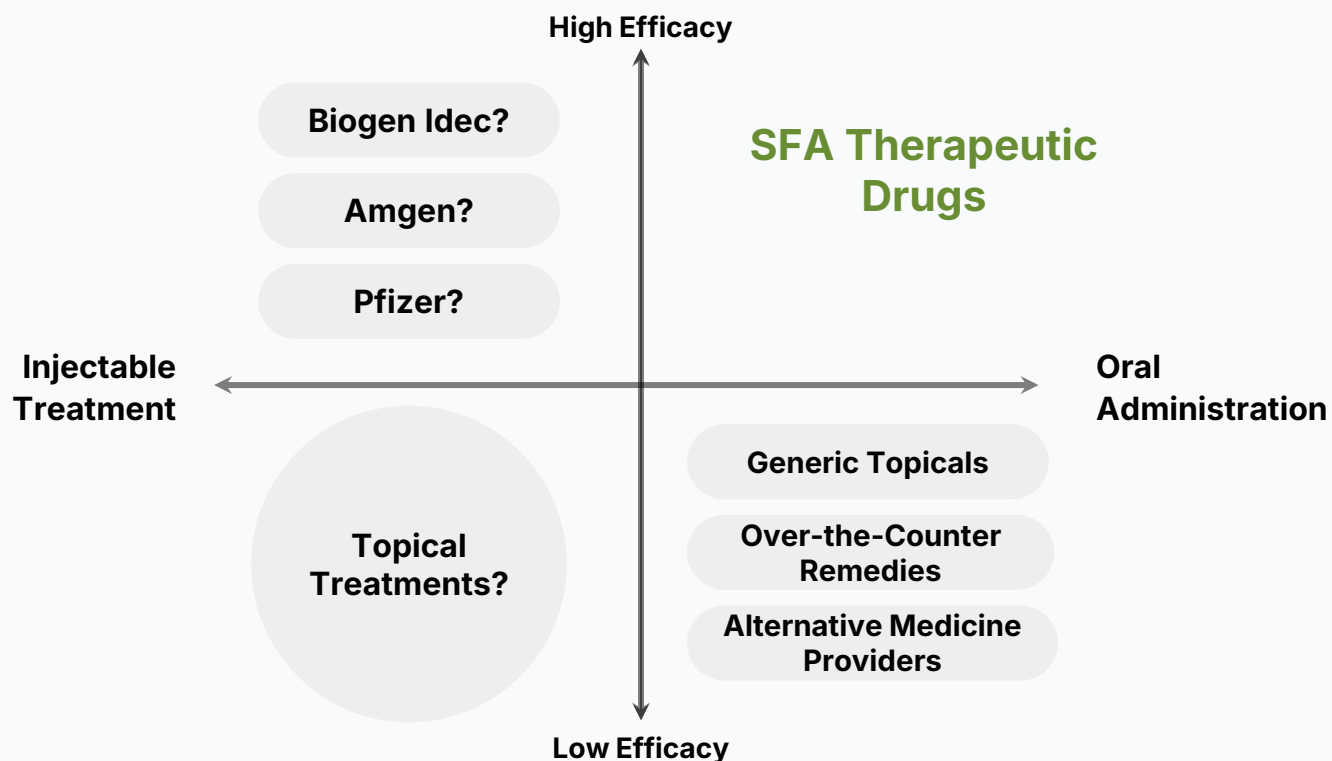 High Efficacy
Biogen Idec?
Amgen?
Pfizer?
SFA Therapeutic
Drugs
Injectable
Treatment
Oral
Administration
Topical
Treatments?
Generic Topicals
Over-the-Counter
Remedies
Alternative Medicine
Providers
Low Efficacy